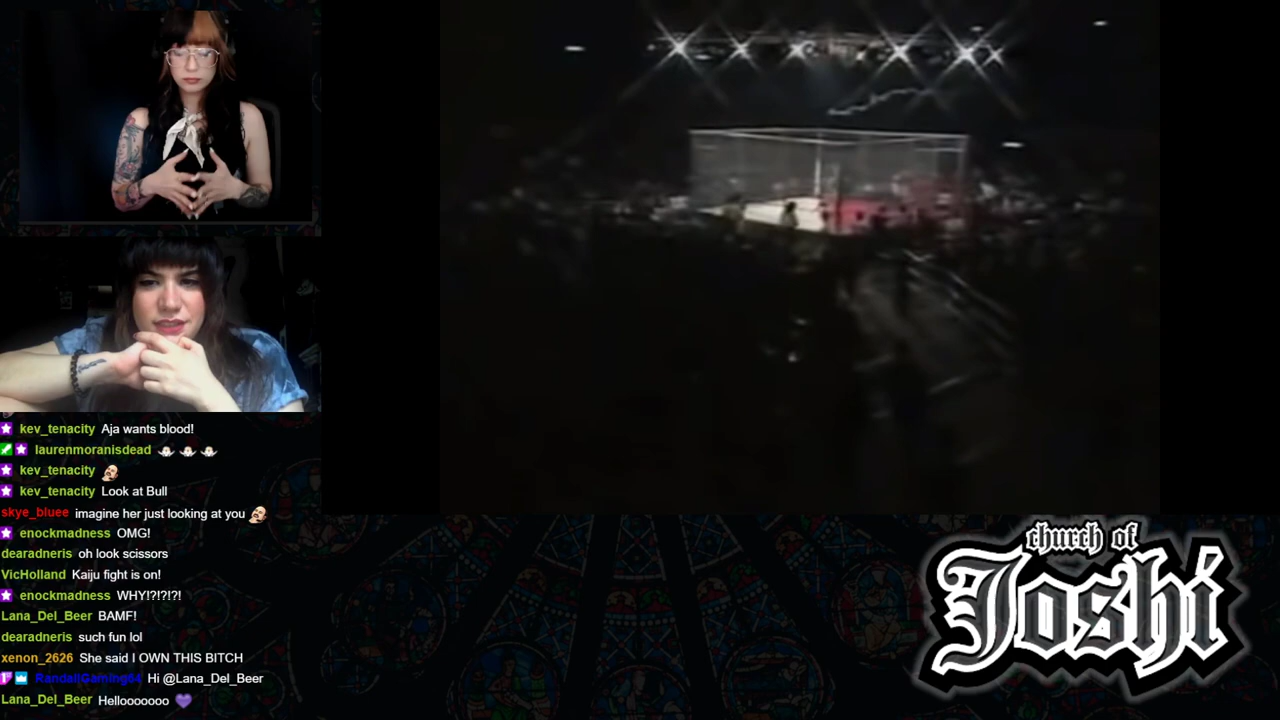 kev_tenacity Aja wants blood!
laurenmoranisdead
kev_tenacity
kev_tenacity Look at Bull
skye_bluee imagine her just looking at you
enockmadness OMG!
dearadneris oh look scissors
VicHolland Kaiju fight is on!
enockmadness WHY!?!?!?!
Lana_Del_Beer BAMF!
dearadneris such fun lol
xenon_2626 She said I OWN THIS BITCH
RandallGaming64 Hi @Lana_Del_Beer
Lana_Del_Beer Hellooooooo
church of
Joshi